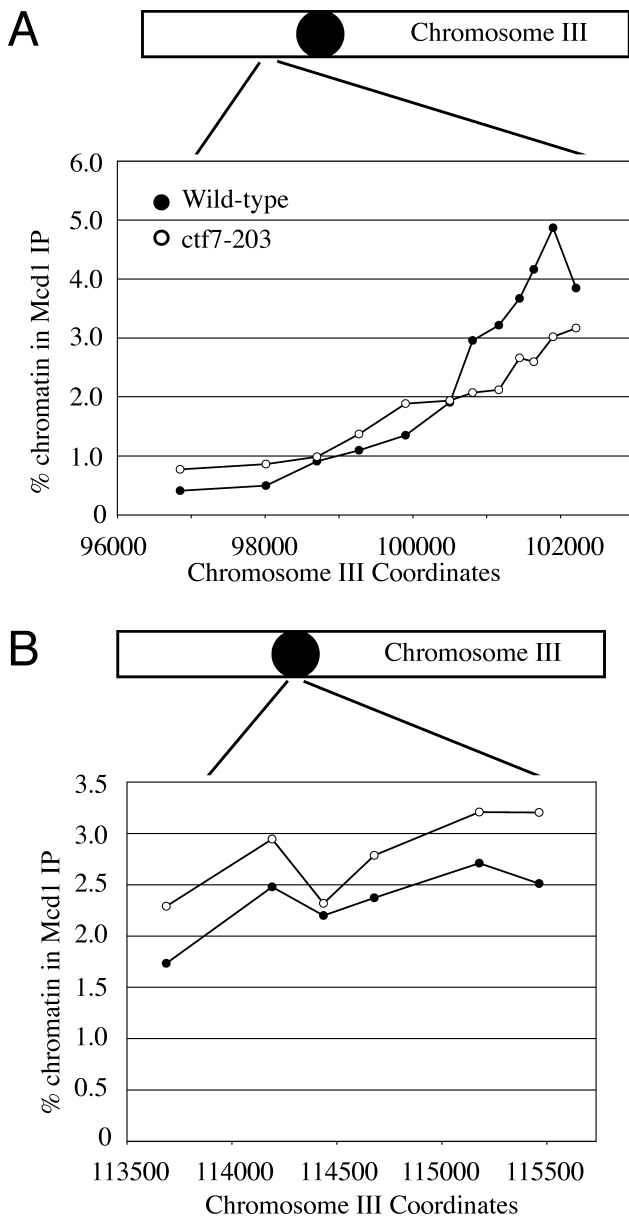 A
Chromosome III
6.0
5.0
4.0
3.0
2.0
1.0
0
% chromatin in Mcd1 IP
Wild-type
ctf7-203
96000 98000 100000 102000
Chromosome III Coordinates
B
Chromosome III
3.5
3.0
2.5
2.0
1.5
1.0
0.5
0
% chromatin in Mcd1 IP
113500 114000 114500 115000 115500
Chromosome III Coordinates